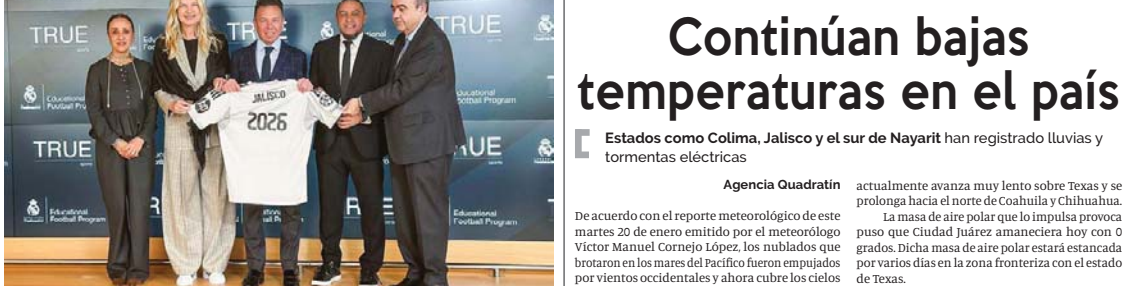 TRUE
sports
Educational
Football Program
TRUE
Educational
Football Program
JALISCO
2026
TRUE
Educational
Football Program
Educational
Football Program
Continúan bajas
temperaturas en el país
Estados como Colima, Jalisco y el sur de Nayarit han registrado lluvias y
tormentas eléctricas
Agencia Quadratín
De acuerdo con el reporte meteorológico de este
martes 20 de enero emitido por el meteorólogo
Víctor Manuel Cornejo López, los nublados que
brotaron en los mares del Pacífico fueron empujados
por vientos occidentales y ahora cubre los cielos
actualmente avanza muy lento sobre Texas y se
prolonga hacia el norte de Coahuila y Chihuahua.
La masa de aire polar que lo impulsa provoca
puso que Ciudad Juárez amaneciera hoy con 0
grados. Dicha masa de aire polar estará estancada
por varios días en la zona fronteriza con el estado
de Texas.